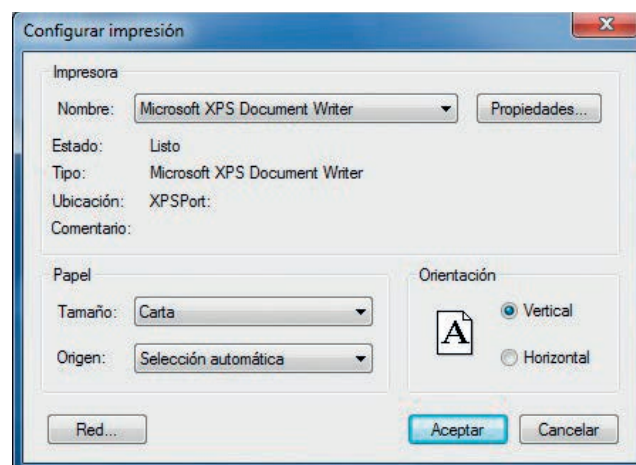 Configurar impresión
Impresora
Nombre: Microsoft XPS Document Writer Propiedades...
Estado: Listo
Tipo: Microsoft XPS Document Writer
Ubicación: XPSPort:
Comentario:
Papel
Tamaño: Carta
Origen: Selección automática
Orientación
A
Vertical
Horizontal
Red... Aceptar Cancelar